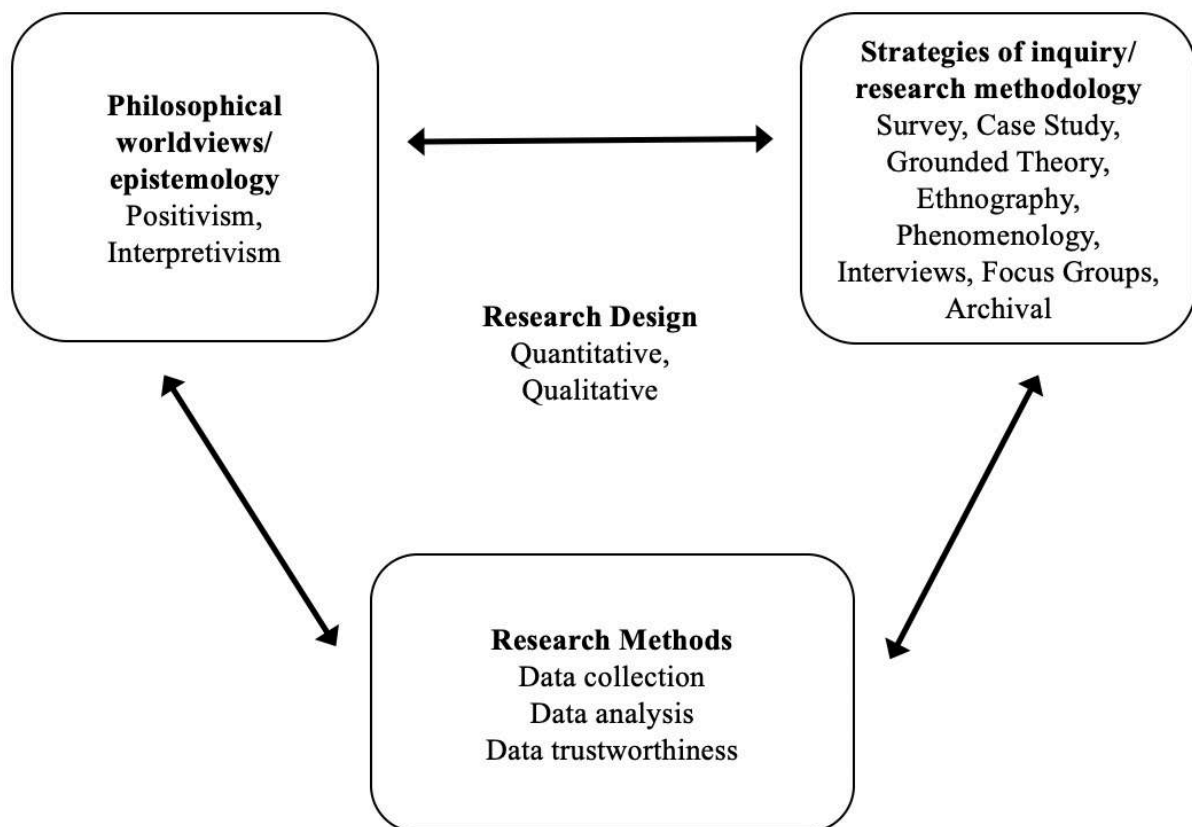 Philosophical
worldviews/
epistemology
Positivism,
Interpretivism
Strategies of inquiry/
research methodology
Survey, Case Study,
Grounded Theory,
Ethnography,
Phenomenology,
Interviews, Focus Groups,
Archival
Research Design
Quantitative,
Qualitative
Research Methods
Data collection
Data analysis
Data trustworthiness